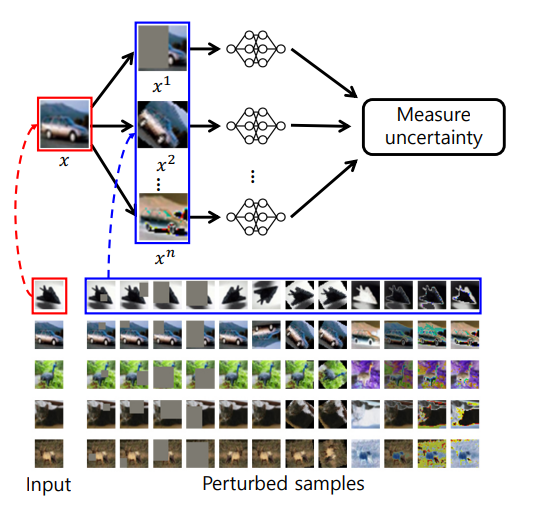 x¹
x
Measure
uncertainty
x²
⋮
⋮
xⁿ
Input
Perturbed samples